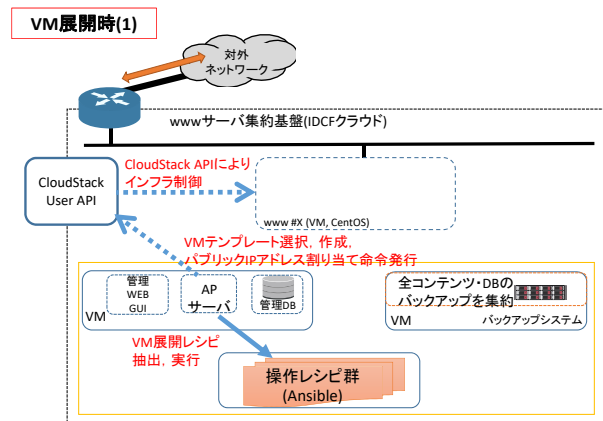 VM展開時(1)
対外
ネットワーク
wwwサーバ集約基盤(IDCFクラウド)
CloudStack
User API
CloudStack APIにより
インフラ制御
www #X (VM, CentOS)
VMテンプレート選択，作成，
パブリックIPアドレス割り当て命令発行
管理
WEB
GUI
AP
サーバ
管理DB
VM
全コンテンツ・DBの
バックアップを集約
VM
バックアップシステム
VM展開レシピ
抽出，実行
操作レシピ群
(Ansible)